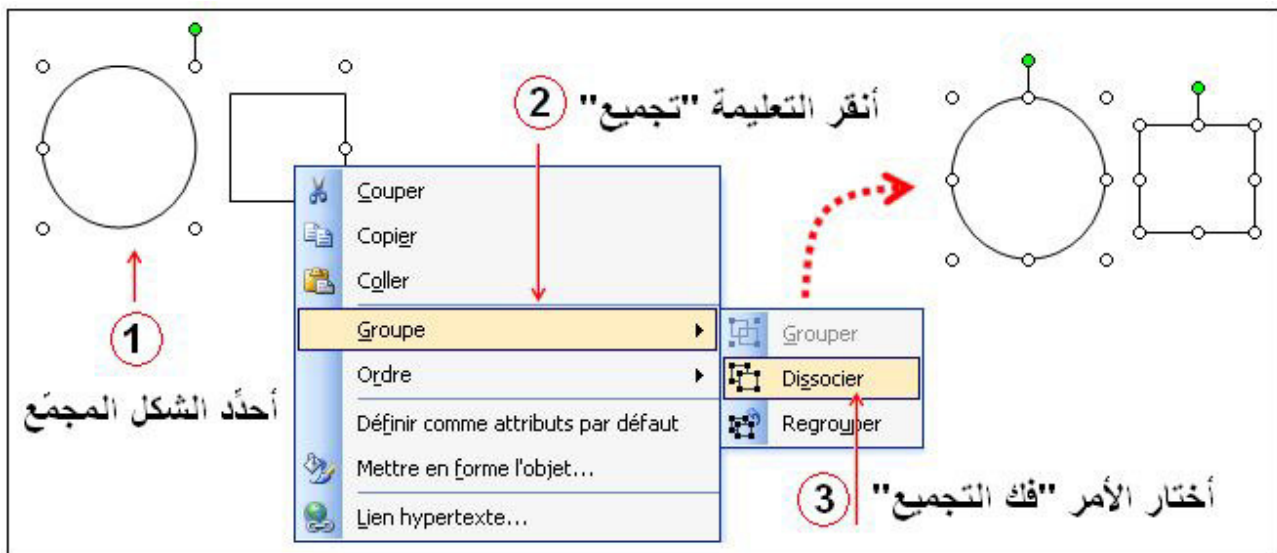 أنقر التعليمة "تجميع" 2
Couper
Copier
Coller
Groupe
Ordre
Définir comme attributs par défaut
Mettre en forme l'objet...
Lien hypertexte...
Grouper
Dissocier
Regrouper
1
أحدّد الشكل المجمّع
أختار الأمر "فك التجميع" 3